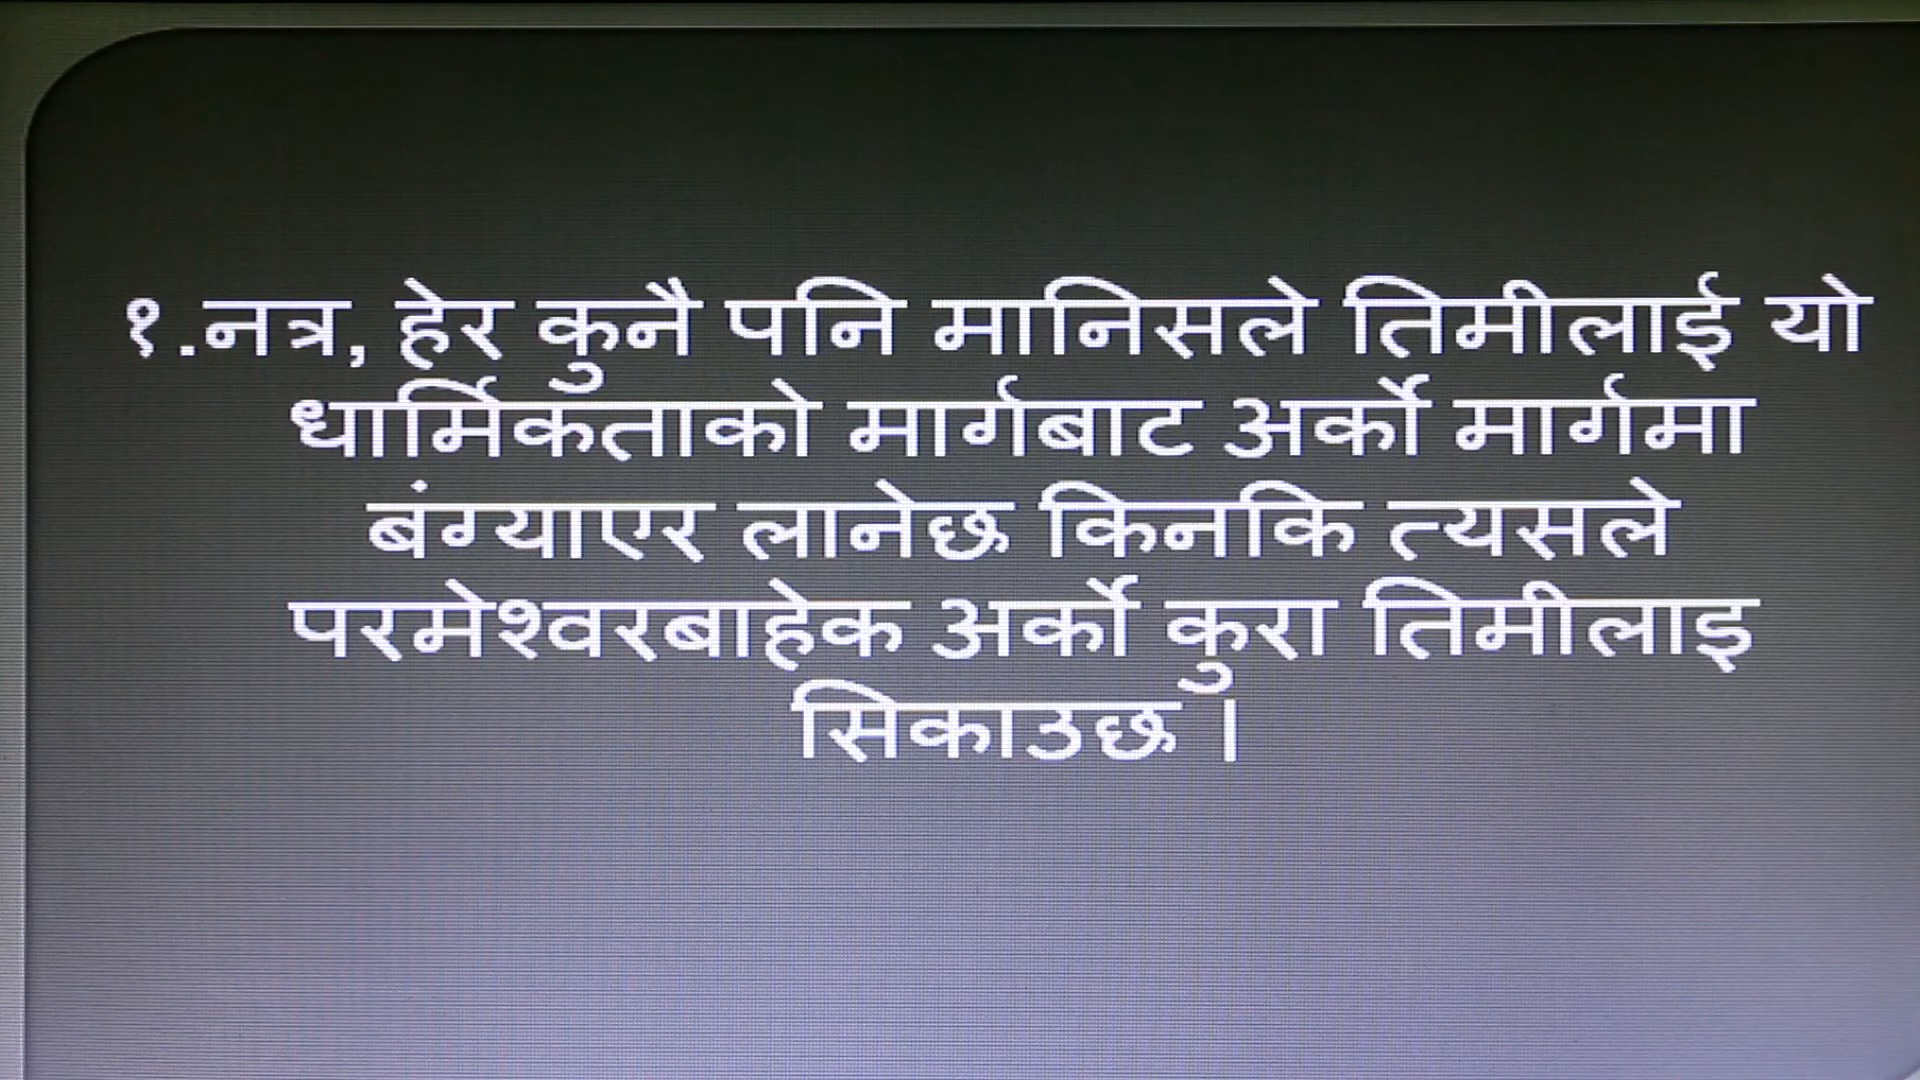 १.नत्र, हेर कुनै पनि मानिसले तिमीलाई यो
धार्मिकताको मार्गबाट अर्को मार्गमा
बंग्याएर लानेछ किनकि त्यसले
परमेश्वरबाहेक अर्को कुरा तिमीलाइ
सिकाउछ ।